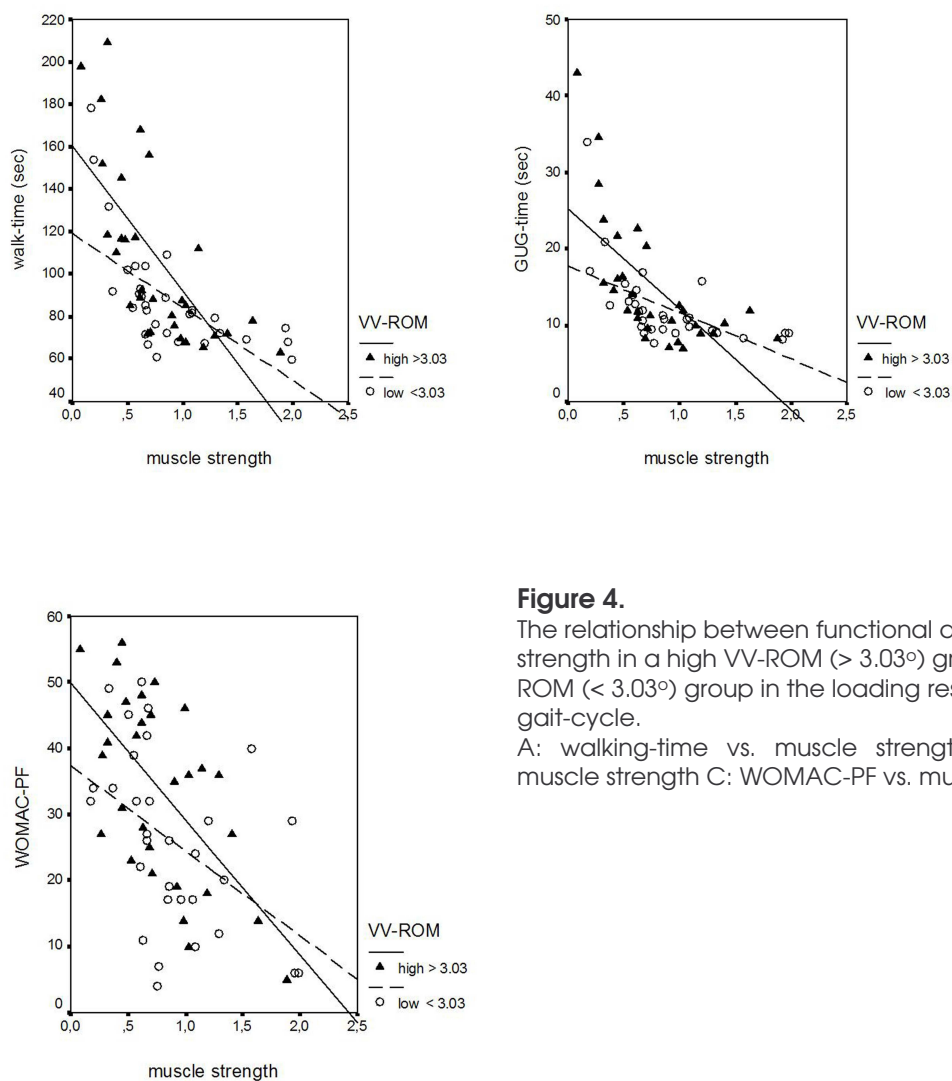 220
200
180
160
140
120
100
80
60
40
0,0 ,5 1,0 1,5 2,0 2,5
walk-time (sec)
muscle strength
VV-ROM
high >3.03
low <3.03
50
40
30
20
10
0
0,0 ,5 1,0 1,5 2,0 2,5
GUG-time (sec)
muscle strength
VV-ROM
high > 3.03
low <3.03
60
50
40
30
20
10
0
0,0 ,5 1,0 1,5 2,0 2,5
WOMAC-PF
muscle strength
VV-ROM
high > 3.03
low < 3.03
Figure 4.
The relationship between functional
strength in a high VV-ROM (> 3.03º)
ROM (< 3.03º) group in the loading
gait-cycle.
A: walking-time vs. muscle
muscle strength C: WOMAC-PF vs.